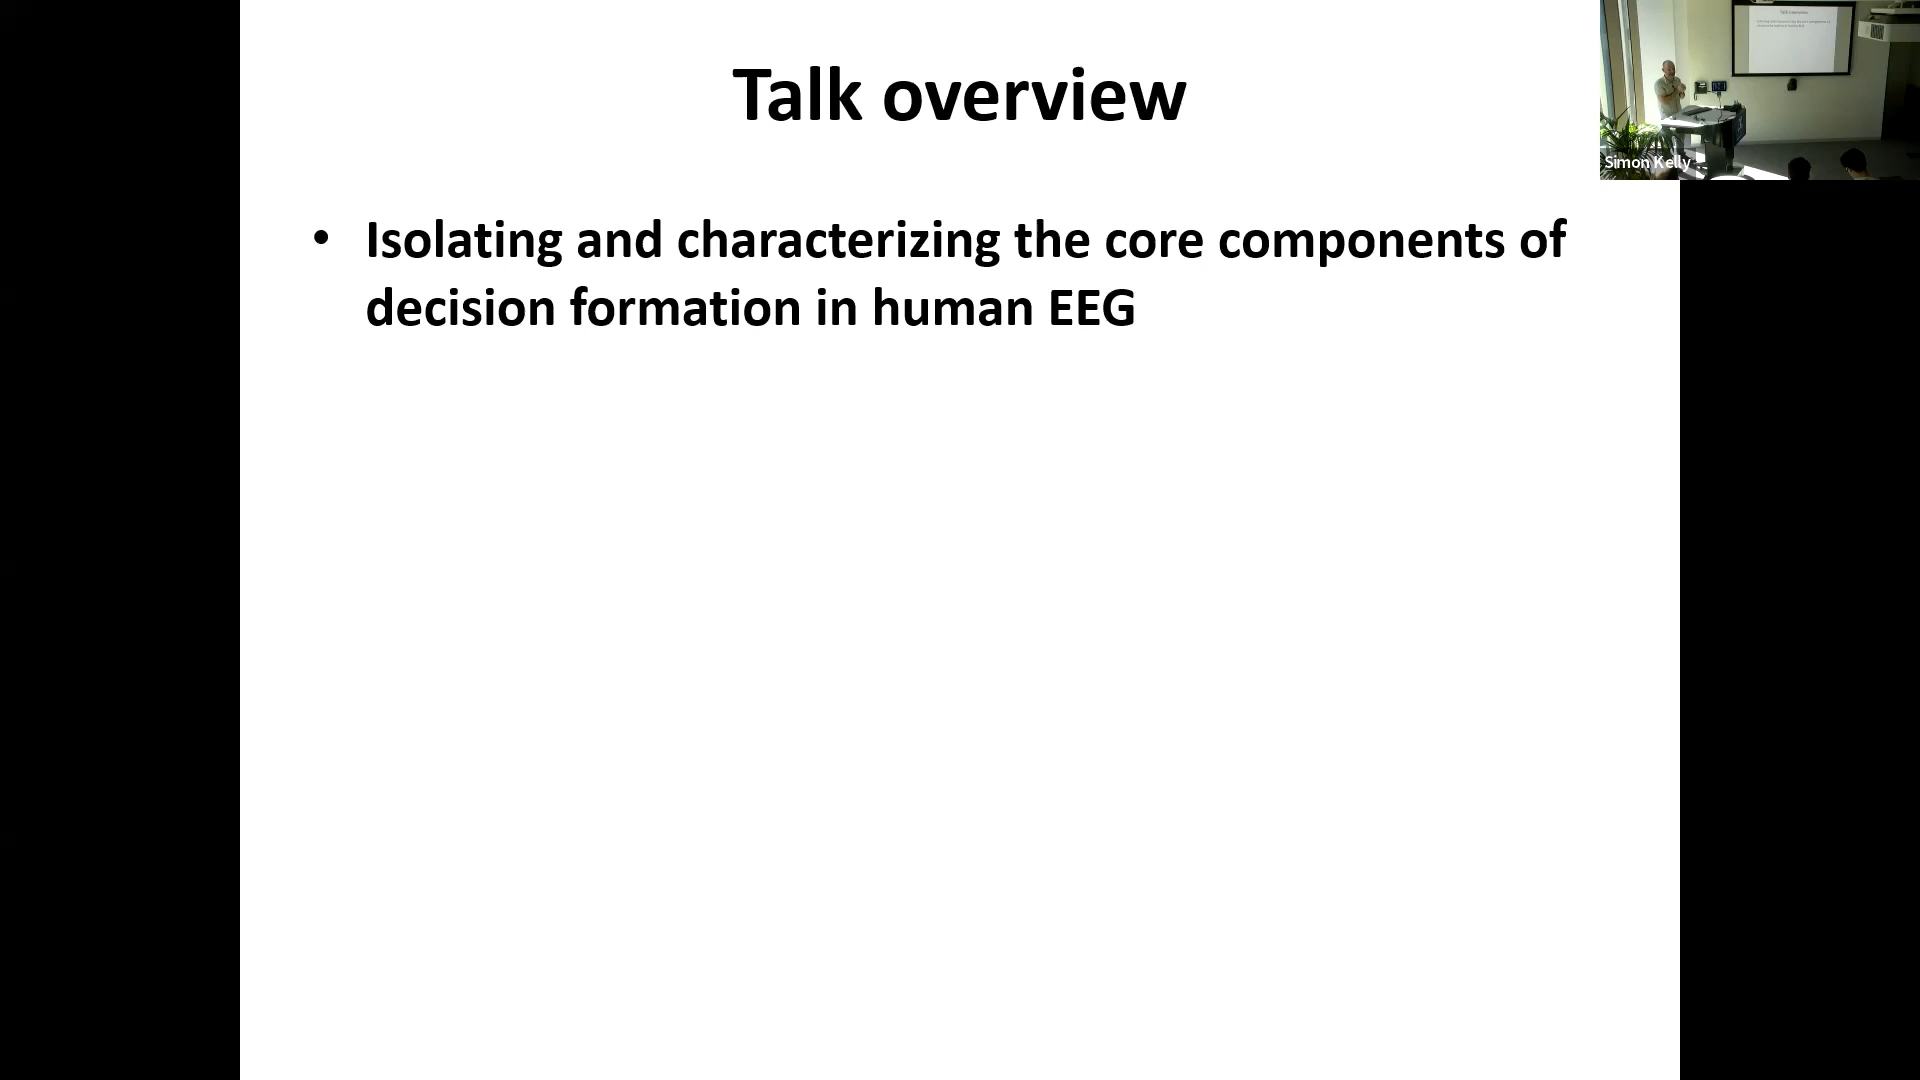 Talk overview
• Isolating and characterizing the core components of
decision formation in human EEG
Simon Kelly